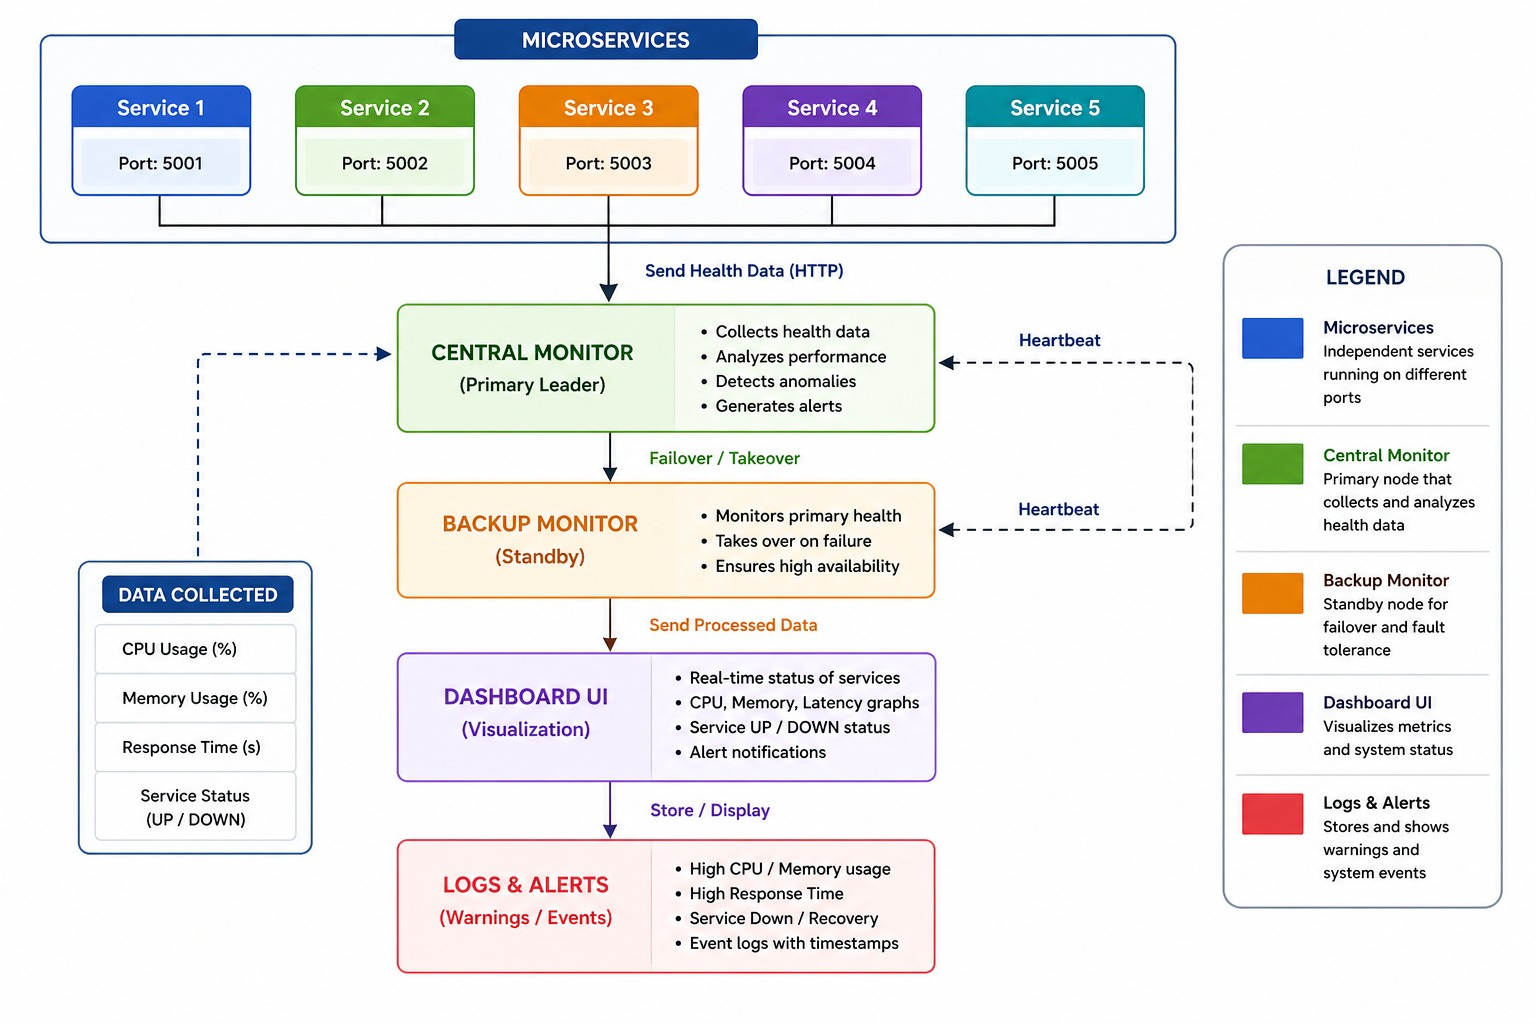 MICROSERVICES
Service 1
Port: 5001
Service 2
Port: 5002
Service 3
Port: 5003
Service 4
Port: 5004
Service 5
Port: 5005
Send Health Data (HTTP)
CENTRAL MONITOR
(Primary Leader)
• Collects health data
• Analyzes performance
• Detects anomalies
• Generates alerts
Heartbeat
Failover / Takeover
BACKUP MONITOR
(Standby)
• Monitors primary health
• Takes over on failure
• Ensures high availability
Heartbeat
Send Processed Data
DASHBOARD UI
(Visualization)
• Real-time status of services
• CPU, Memory, Latency graphs
• Service UP / DOWN status
• Alert notifications
Store / Display
LOGS & ALERTS
(Warnings / Events)
• High CPU / Memory usage
• High Response Time
• Service Down / Recovery
• Event logs with timestamps
DATA COLLECTED
CPU Usage (%)
Memory Usage (%)
Response Time (s)
Service Status
(UP / DOWN)
LEGEND
Microservices
Independent services
running on different
ports
Central Monitor
Primary node that
collects and analyzes
health data
Backup Monitor
Standby node for
failover and fault
tolerance
Dashboard UI
Visualizes metrics
and system status
Logs & Alerts
Stores and shows
warnings and
system events